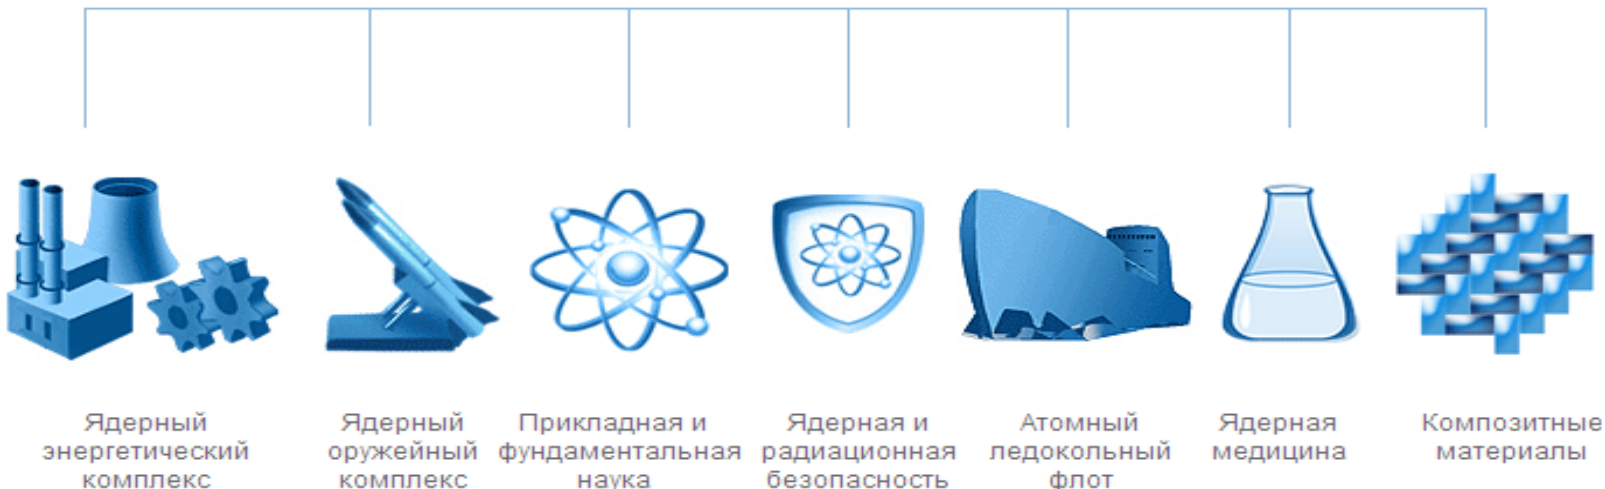 Ядерный
энергетический
комплекс
Ядерный
оружейный
комплекс
Прикладная и
фундаментальная
наука
Ядерная и
радиационная
безопасность
Атомный
ледокольный
флот
Ядерная
медицина
Композитные
материалы